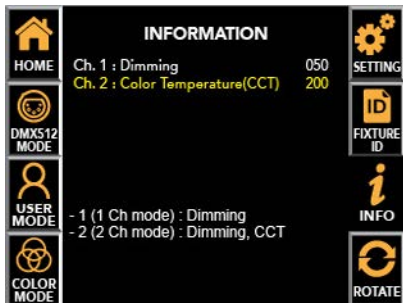 INFORMATION
HOME
Ch. 1 : Dimming 050
SETTING
Ch. 2 : Color Temperature(CCT) 200
DMX512
MODE
ID
FIXTURE
ID
USER
MODE
- 1 (1 Ch mode) : Dimming
i
INFO
- 2 (2 Ch mode) : Dimming, CCT
COLOR
MODE
ROTATE